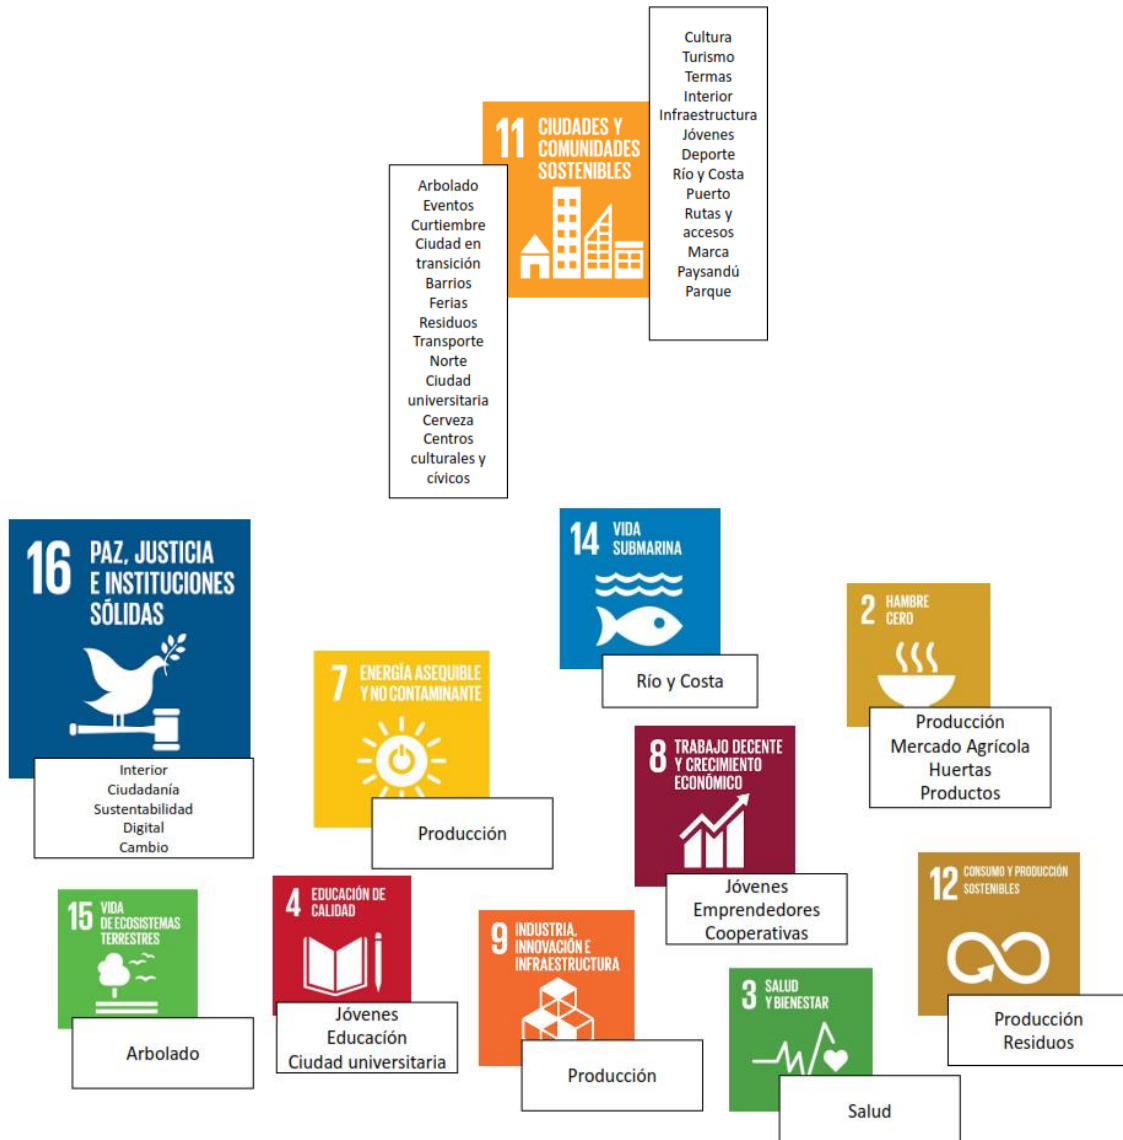 Cultura
Turismo
Termas
Interior
Infraestructura
Jóvenes
Deporte
Río y Costa
Puerto
Rutas y
accesos
Marca
Paysandú
Parque
11 CIUDADES Y
COMUNIDADES
SOSTENIBLES
Arbolado
Eventos
Curtiembre
Ciudad en
transición
Barrios
Ferias
Residuos
Transporte
Norte
Ciudad
universitaria
Cerveza
Centros
culturales y
cívicos
16 PAZ, JUSTICIA
E INSTITUCIONES
SÓLIDAS
Interior
Ciudadanía
Sustentabilidad
Digital
Cambio
7 ENERGÍA ASEQUIBLE
Y NO CONTAMINANTE
Producción
14 VIDA
SUBMARINA
Río y Costa
2 HAMBRE
CERO
Producción
Mercado Agrícola
Huertas
Productos
8 TRABAJO DECENTE
Y CRECIMIENTO
ECONÓMICO
Jóvenes
Emprendedores
Cooperativas
15 VIDA
DE ECOSISTEMAS
TERRESTRES
Arbolado
4 EDUCACIÓN DE
CALIDAD
Jóvenes
Educación
Ciudad universitaria
9 INDUSTRIA,
INNOVACIÓN E
INFRAESTRUCTURA
Producción
3 SALUD
Y BIENESTAR
Salud
12 CONSUMO Y PRODUCCIÓN
SOSTENIBLES
Producción
Residuos